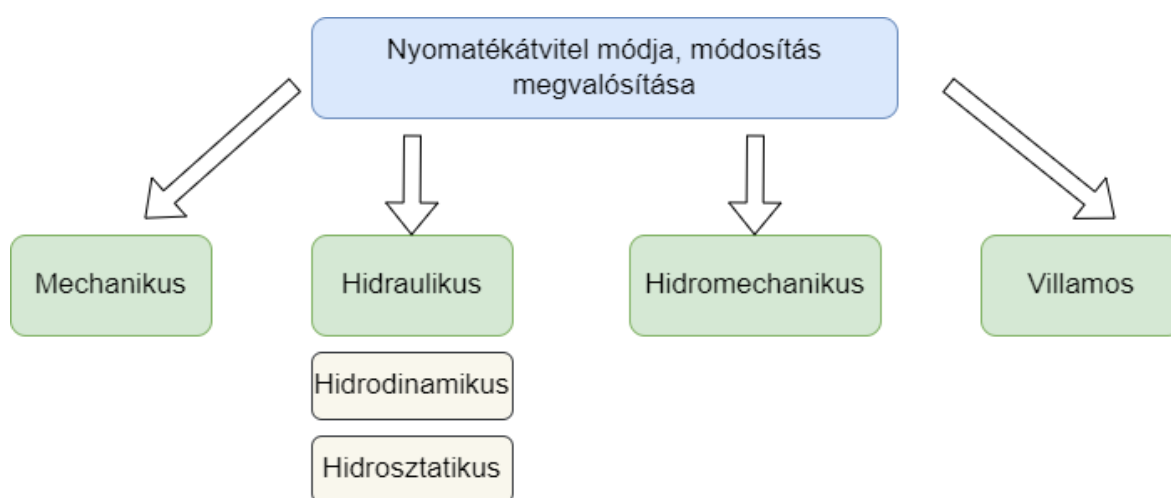 Nyomatékátvitel módja, módosítás
megvalósítása
Mechanikus
Hidraulikus
Hidromechanikus
Villamos
Hidrodinamikus
Hidrosztatikus